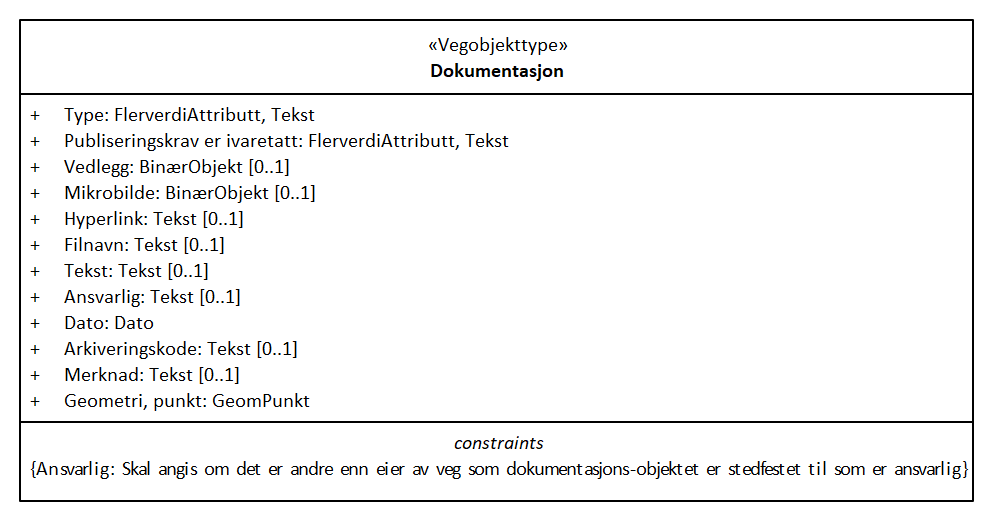 «Vegobjekttype»
Dokumentasjon
+ Type: FlerverdiAttributt, Tekst
+ Publiseringskrav er ivaretatt: FlerverdiAttributt, Tekst
+ Vedlegg: BinærObjekt [0..1]
+ Mikrobilde: BinærObjekt [0..1]
+ Hyperlink: Tekst [0..1]
+ Filnavn: Tekst [0..1]
+ Tekst: Tekst [0..1]
+ Ansvarlig: Tekst [0..1]
+ Dato: Dato
+ Arkiveringskode: Tekst [0..1]
+ Merknad: Tekst [0..1]
+ Geometri, punkt: GeomPunkt
constraints
{Ansvarlig: Skal angis om det er andre enn eier av veg som dokumentasjons-objektet er stedfestet til som er ansvarlig}